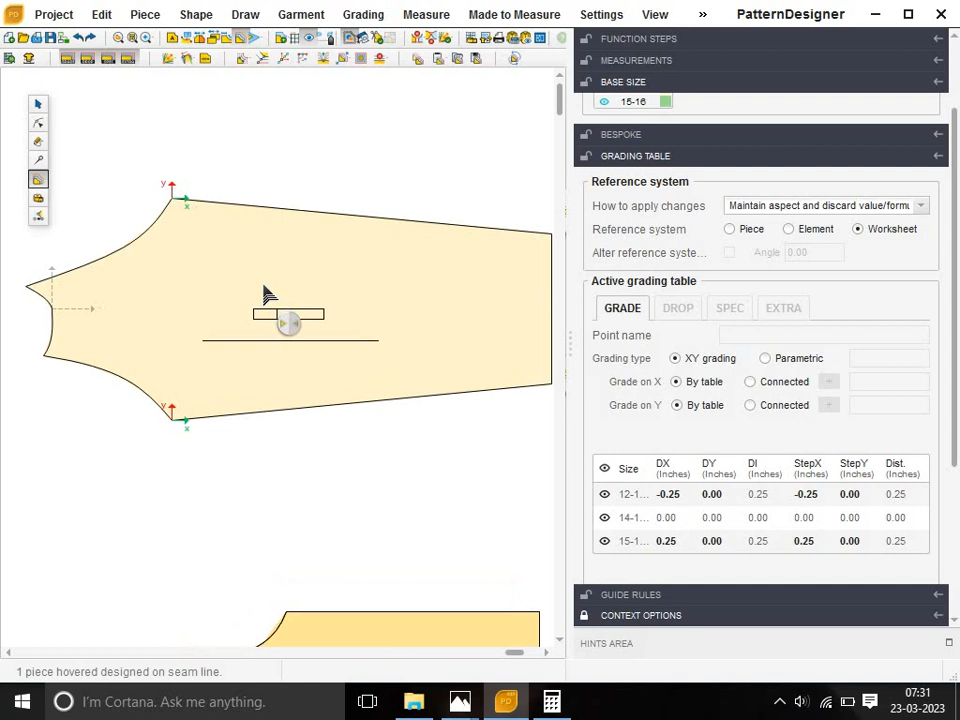 Project Edit Piece Shape Draw Garment Grading Measure Made to Measure Settings View » PatternDesigner
FUNCTION STEPS
MEASUREMENTS
BASE SIZE
15-16
BESPOKE
GRADING TABLE
Reference system
How to apply changes Maintain aspect and discard value/formu
Reference system Piece Element Worksheet
Alter reference syste... Angle 0.00
Active grading table
GRADE DROP SPEC EXTRA
Point name
Grading type XY grading Parametric
Grade on X By table Connected +
Grade on Y By table Connected +
Size DX (Inches) DY (Inches) DI (Inches) StepX (Inches) StepY (Inches) Dist. (Inches)
12-1... -0.25 0.00 0.25 -0.25 0.00 0.25
14-1... 0.00 0.00 0.00 0.00 0.00 0.00
15-1... 0.25 0.00 0.25 0.25 0.00 0.25
GUIDE RULES
CONTEXT OPTIONS
HINTS AREA
y
x
y
x
1 piece hovered designed on seam line.
I'm Cortana. Ask me anything.
07:31
23-03-2023